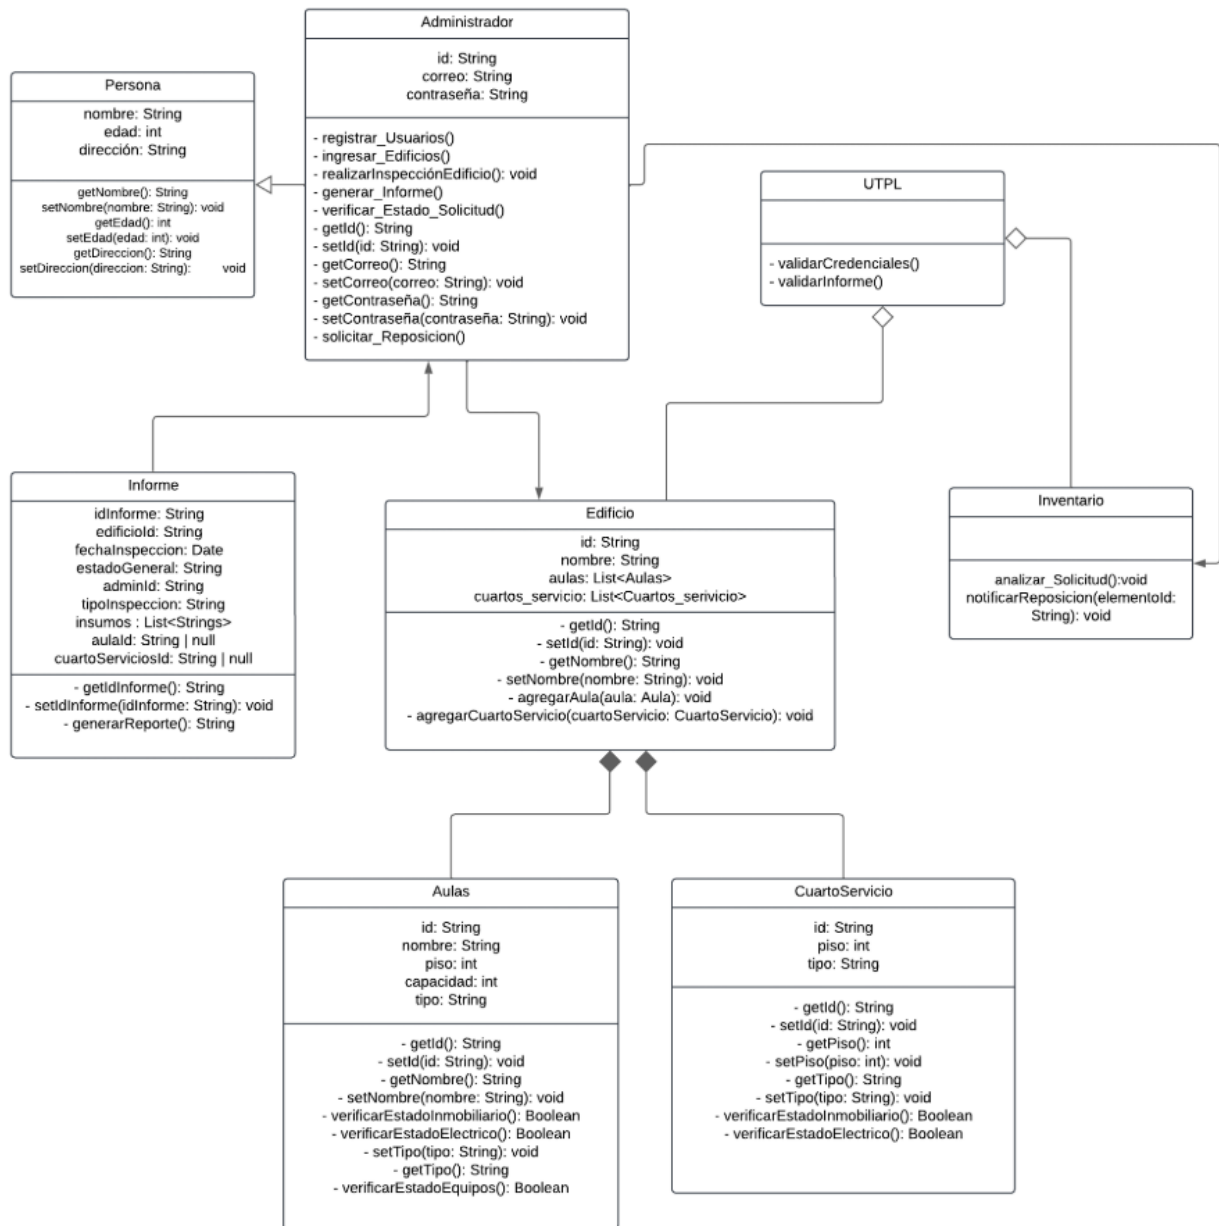 Administrador
id: String
correo: String
contraseña: String
- registrar_Usuarios()
- ingresar_Edificios()
- realizarInspecciónEdificio(): void
- generar_Informe()
- verificar_Estado_Solicitud()
- getId(): String
- setId(id: String): void
- getCorreo(): String
- setCorreo(correo: String): void
- getContraseña(): String
- setContraseña(contraseña: String): void
- solicitar_Reposicion()
Persona
nombre: String
edad: int
dirección: String
getNombre(): String
setNombre(nombre: String): void
getEdad(): int
setEdad(edad: int): void
getDireccion(): String
setDireccion(direccion: String): void
UTPL
- validarCredenciales()
- validarInforme()
Informe
idInforme: String
edificioId: String
fechaInspeccion: Date
estadoGeneral: String
adminId: String
tipoInspeccion: String
insumos : List<Strings>
aulaId: String | null
cuartoServiciosId: String | null
- getIdInforme(): String
- setIdInforme(idInforme: String): void
- generarReporte(): String
Edificio
id: String
nombre: String
aulas: List<Aulas>
cuartos_servicio: List<Cuartos_serivicio>
- getId(): String
- setId(id: String): void
- getNombre(): String
- setNombre(nombre: String): void
- agregarAula(aula: Aula): void
- agregarCuartoServicio(cuartoServicio: CuartoServicio): void
Inventario
analizar_Solicitud():void
notificarReposicion(elementoId:
String): void
Aulas
id: String
nombre: String
piso: int
capacidad: int
tipo: String
- getId(): String
- setId(id: String): void
- getNombre(): String
- setNombre(nombre: String): void
- verificarEstadoInmobiliario(): Boolean
- verificarEstadoElectrico(): Boolean
- setTipo(tipo: String): void
- getTipo(): String
- verificarEstadoEquipos(): Boolean
CuartoServicio
id: String
piso: int
tipo: String
- getId(): String
- setId(id: String): void
- getPiso(): int
- setPiso(piso: int): void
- getTipo(): String
- setTipo(tipo: String): void
- verificarEstadoInmobiliario(): Boolean
- verificarEstadoElectrico(): Boolean